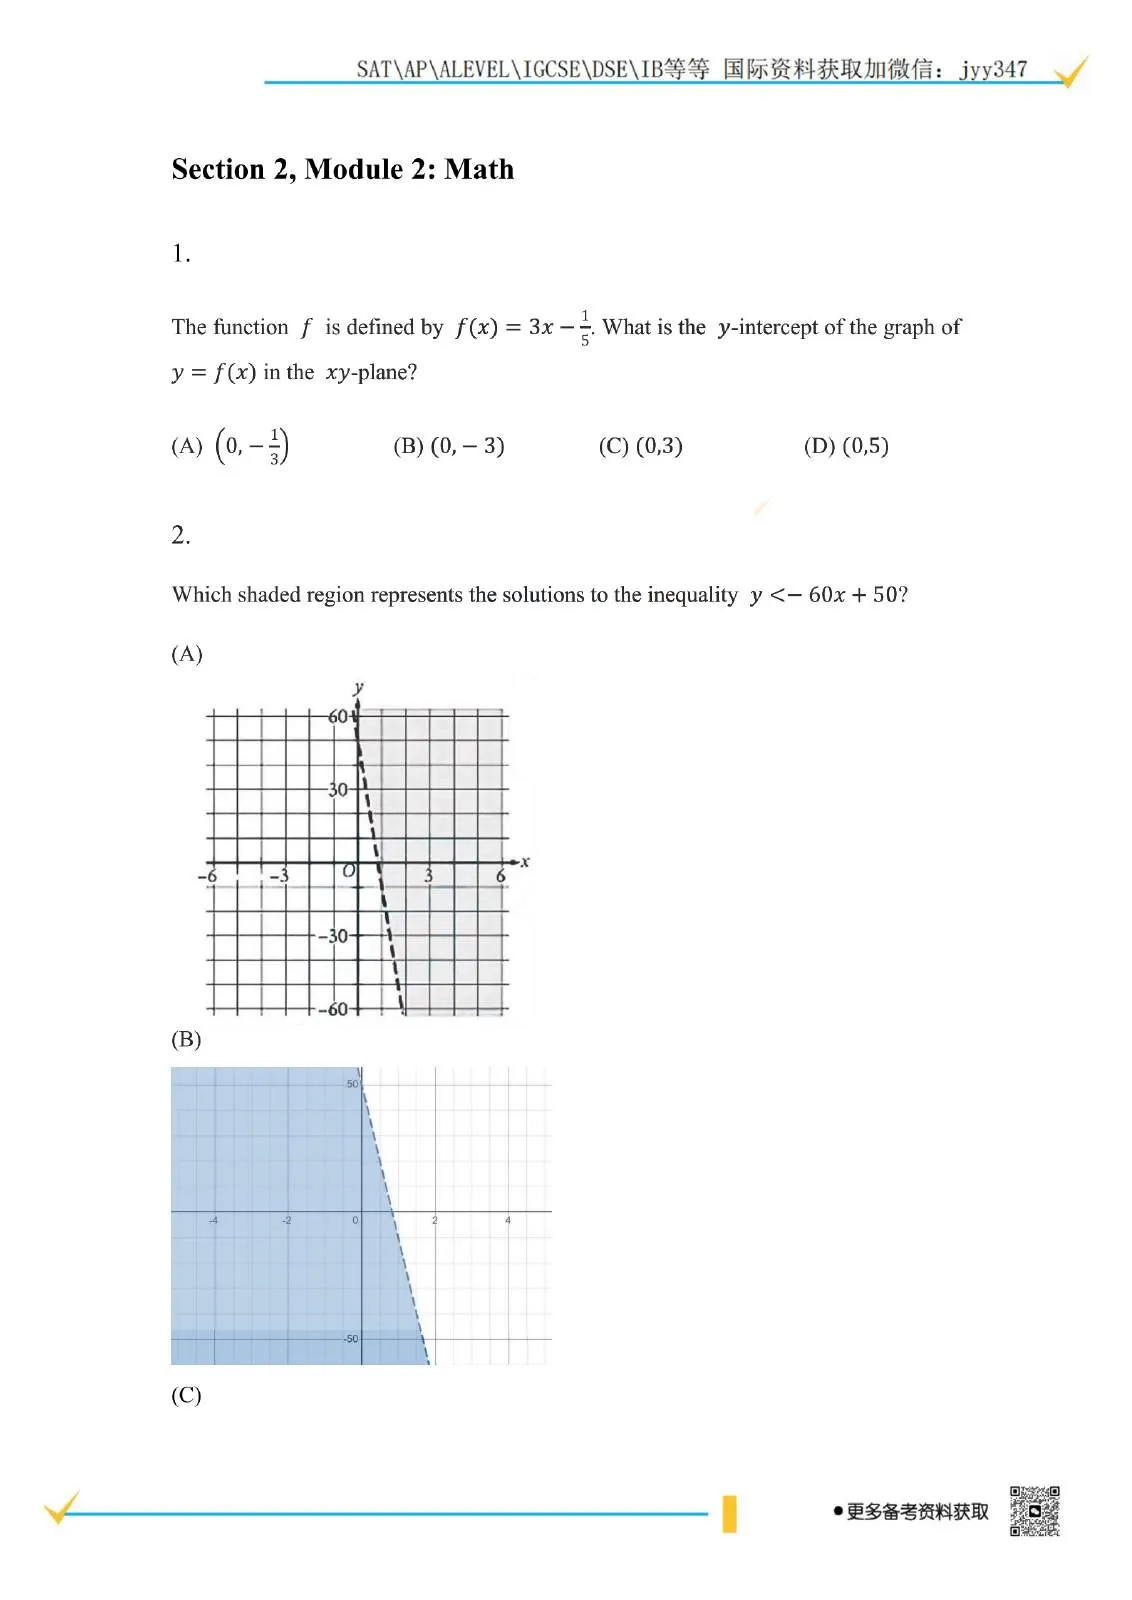 SAT\AP\ALEVEL\IGCSE\DSE\IB等等 国际资料获取加微信：jyy347
Section 2, Module 2: Math
1.
The function f is defined by f(x) = 3x − 1/5. What is the y-intercept of the graph of
y = f(x) in the xy-plane?
(A) (0, − 1/3) (B) (0, − 3) (C) (0,3) (D) (0,5)
2.
Which shaded region represents the solutions to the inequality y <− 60x + 50?
(A)
y
60
30
O
x
-6 -3 3 6
-30
-60
(B)
50
-4 -2 0 2 4
-50
(C)
•更多备考资料获取